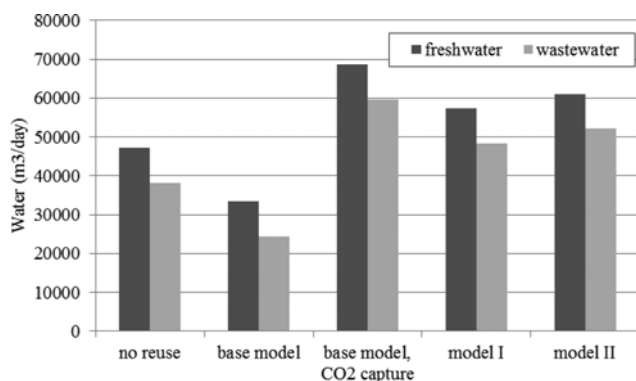 80000
70000
60000
50000
40000
30000
20000
10000
0
Water (m3/day)
freshwater wastewater
no reuse base model base model, model I model II
CO2 capture